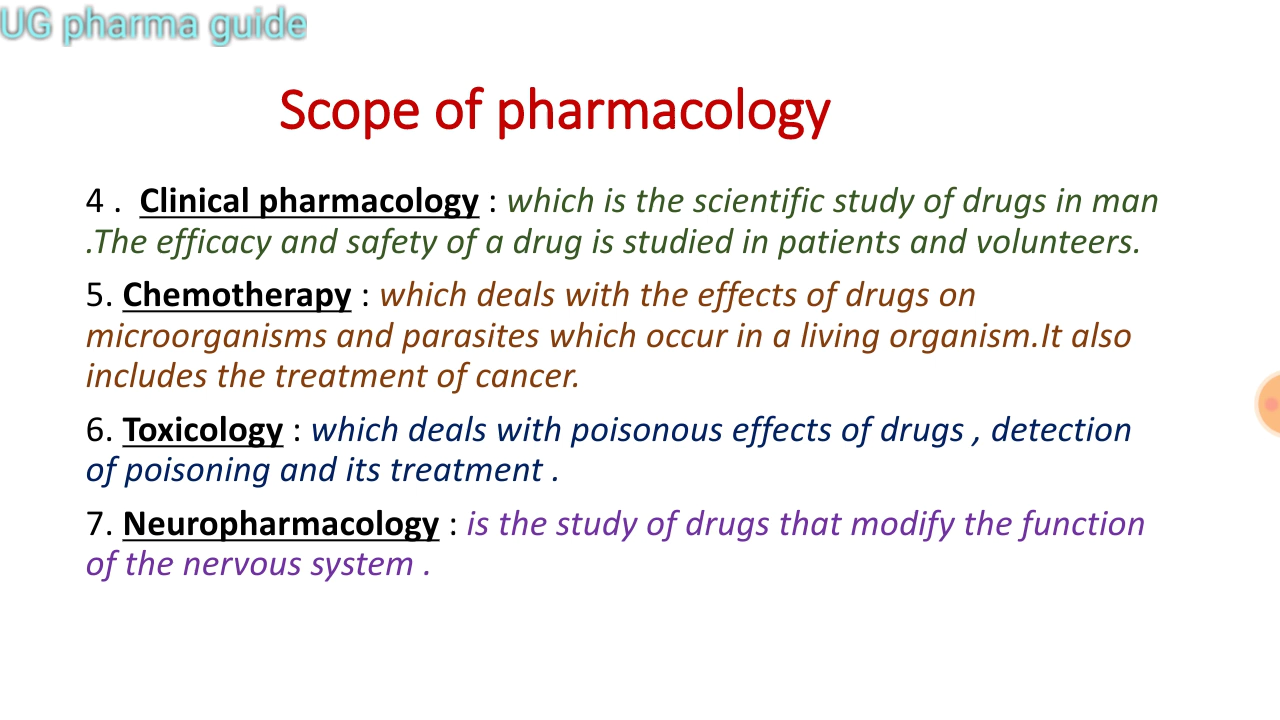 UG pharma guide
Scope of pharmacology
4 .  Clinical pharmacology : which is the scientific study of drugs in man
.The efficacy and safety of a drug is studied in patients and volunteers.
5. Chemotherapy : which deals with the effects of drugs on
microorganisms and parasites which occur in a living organism.It also
includes the treatment of cancer.
6. Toxicology : which deals with poisonous effects of drugs , detection
of poisoning and its treatment .
7. Neuropharmacology : is the study of drugs that modify the function
of the nervous system .